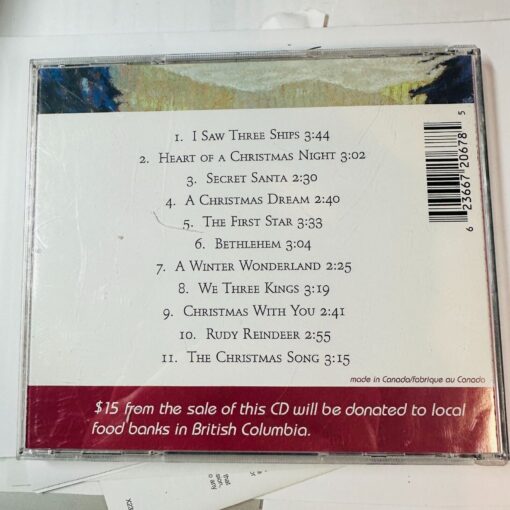 1. I Saw Three Ships 3:44
2. Heart of a Christmas Night 3:02
3. Secret Santa 2:30
4. A Christmas Dream 2:40
5. The First Star 3:33
6. Bethlehem 3:04
7. A Winter Wonderland 2:25
8. We Three Kings 3:19
9. Christmas With You 2:41
10. Rudy Reindeer 2:55
11. The Christmas Song 3:15
6 23667 20678 5
made in Canada/fabrique au Canada
$15 from the sale of this CD will be donated to local
food banks in British Columbia.